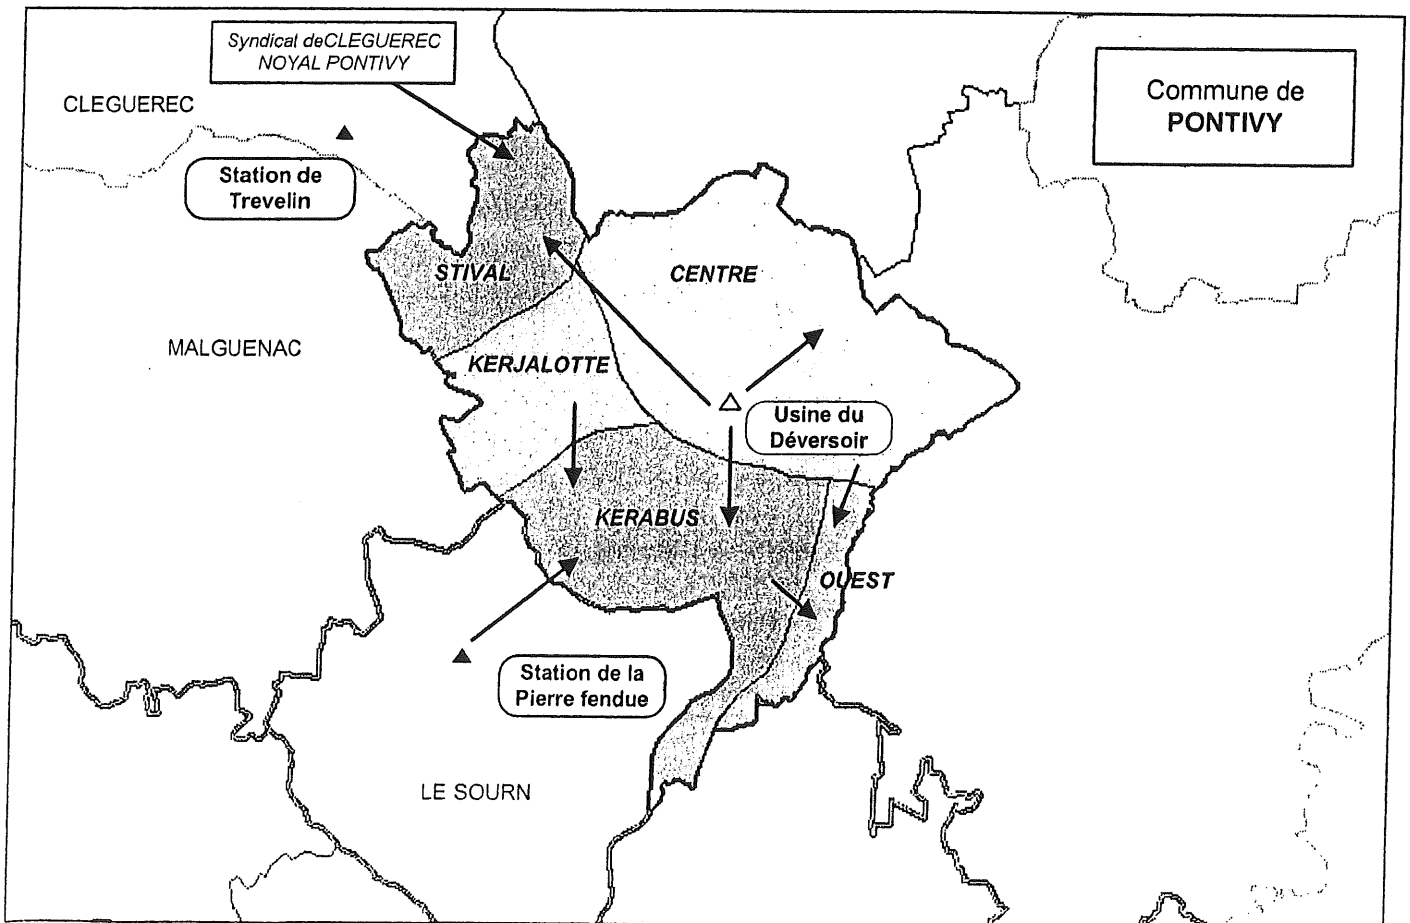 Syndical deCLEGUEREC
NOYAL PONTIVY
Commune de
PONTIVY
CLEGUEREC
Station de
Trevelin
STIVAL
CENTRE
MALGUENAC
KERJALOTTE
Usine du
Déversoir
KERABUS
OUEST
Station de la
Pierre fendue
LE SOURN